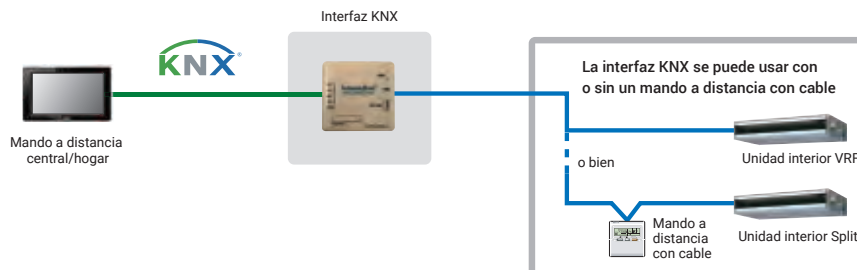 Interfaz KNX
KNX
Mando a distancia
central/hogar
La interfaz KNX se puede usar con
o sin un mando a distancia con cable
Unidad interior VRF
o bien
Mando a
distancia
con cable
Unidad interior Split